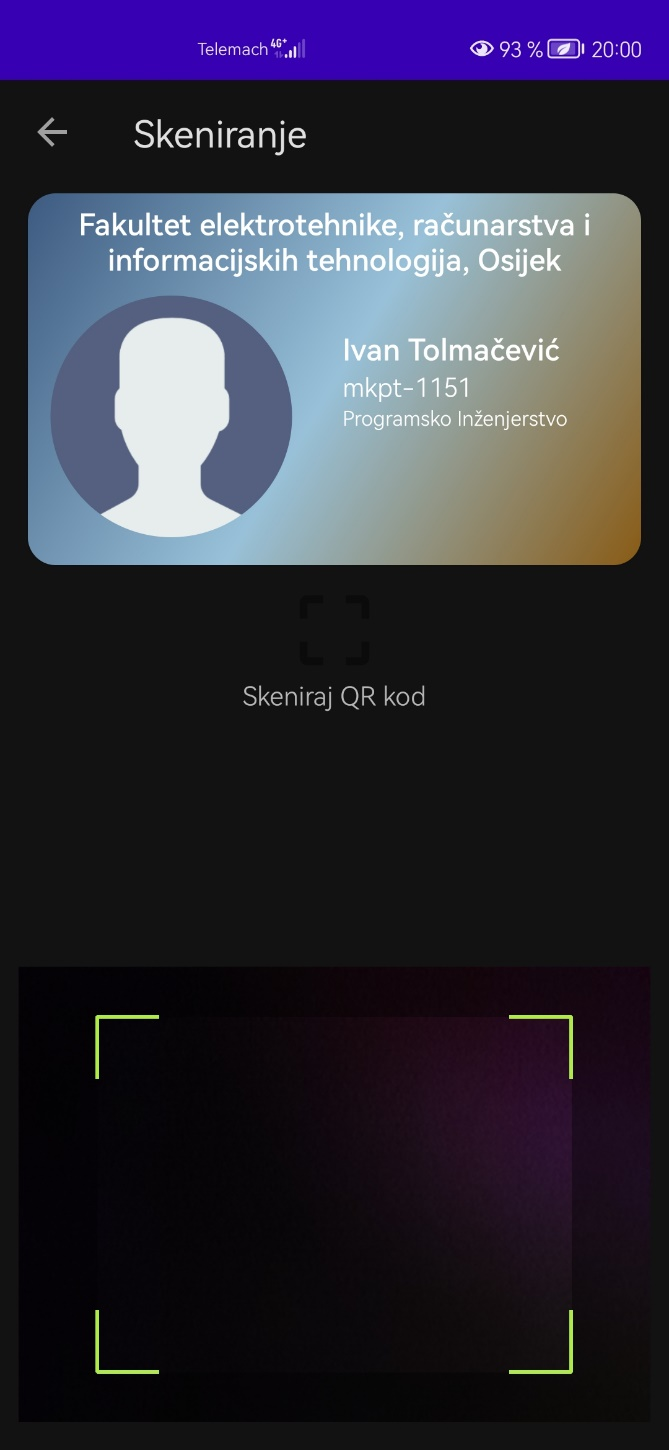 Telemach 4G+ 93 % 20:00
Skeniranje
Fakultet elektrotehnike, računarstva i
informacijskih tehnologija, Osijek
Ivan Tolmačević
mkpt-1151
Programsko Inženjerstvo
Skeniraj QR kod